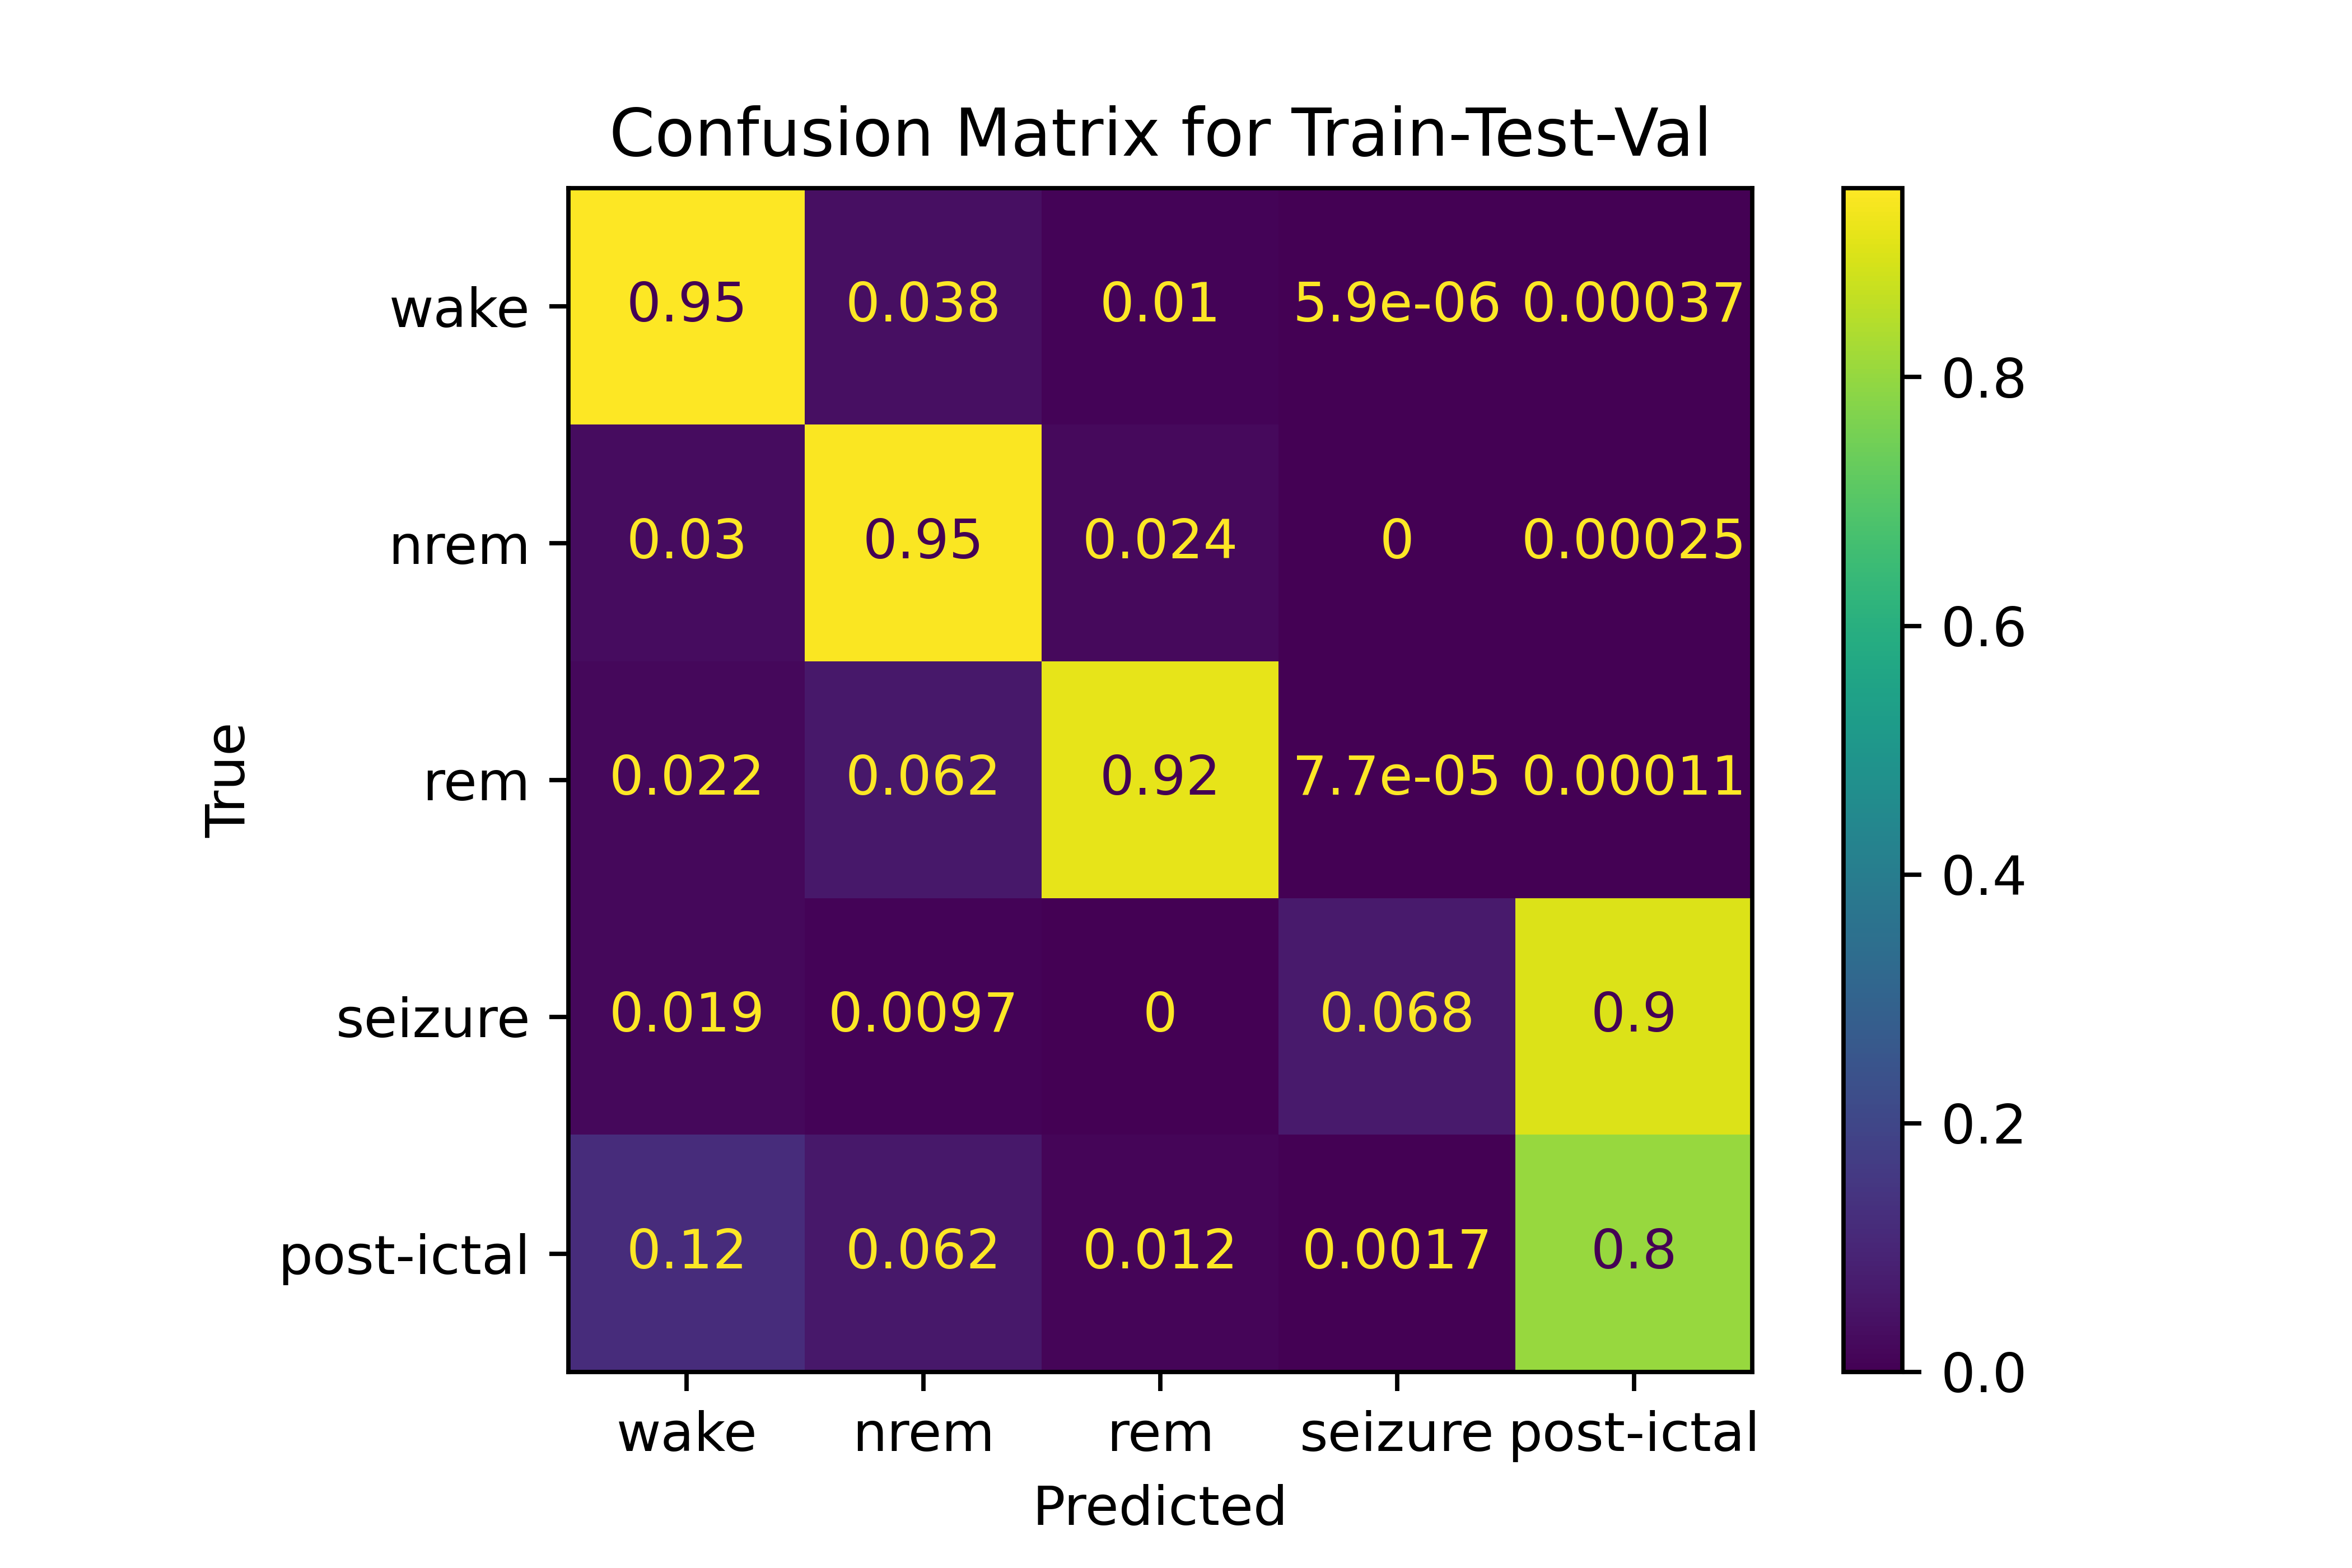 Confusion Matrix for Train-Test-Val
wake 0.95 0.038 0.01 5.9e-06 0.00037
nrem 0.03 0.95 0.024 0 0.00025
rem 0.022 0.062 0.92 7.7e-05 0.00011
seizure 0.019 0.0097 0 0.068 0.9
post-ictal 0.12 0.062 0.012 0.0017 0.8
True
wake nrem rem seizure post-ictal
Predicted
0.8
0.6
0.4
0.2
0.0